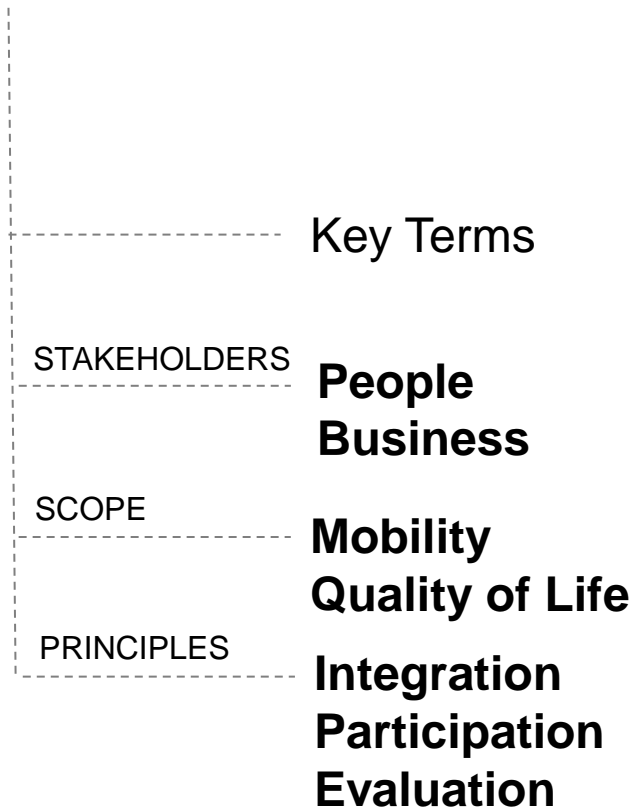 Key Terms
STAKEHOLDERS
People
Business
SCOPE
Mobility
Quality of Life
PRINCIPLES
Integration
Participation
Evaluation